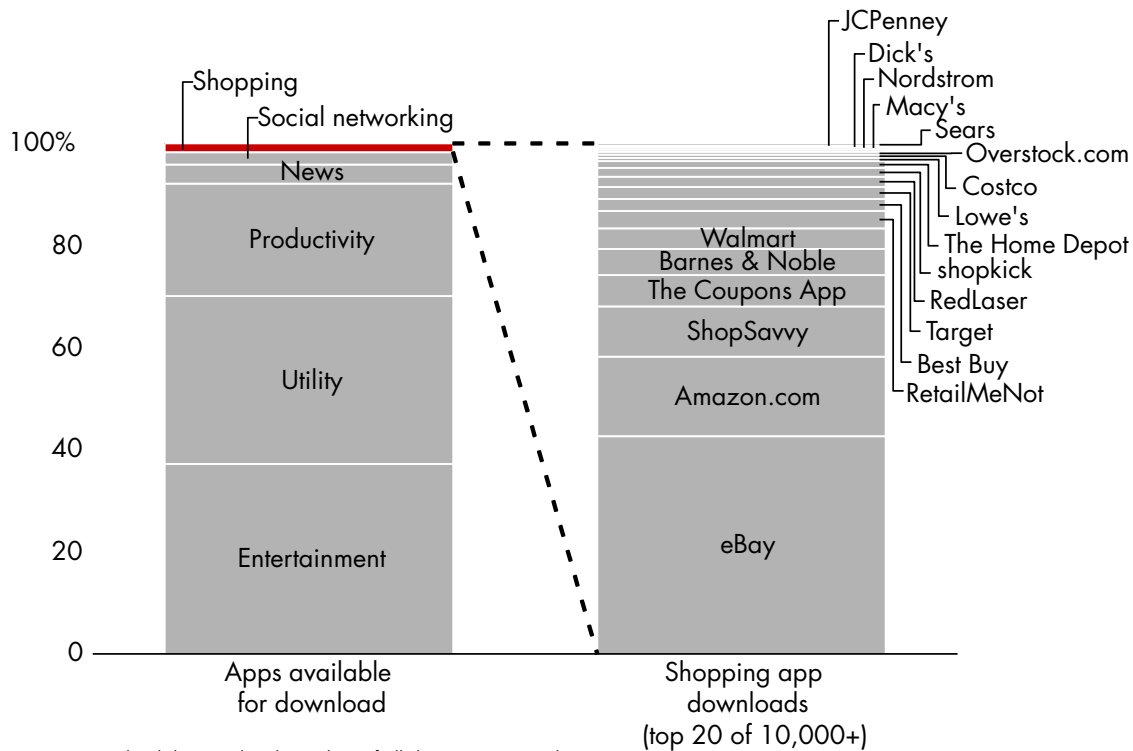 JCPenney
Dick's
Shopping
Nordstrom
Social networking
Macy's
Sears
100%
Overstock.com
News
Costco
Lowe's
Productivity
80
Walmart
The Home Depot
Barnes & Noble
shopkick
The Coupons App
RedLaser
ShopSavvy
Target
60
Best Buy
Utility
Amazon.com
RetailMeNot
40
20
Entertainment
eBay
0
Apps available
for download
Shopping app
downloads
(top 20 of 10,000+)